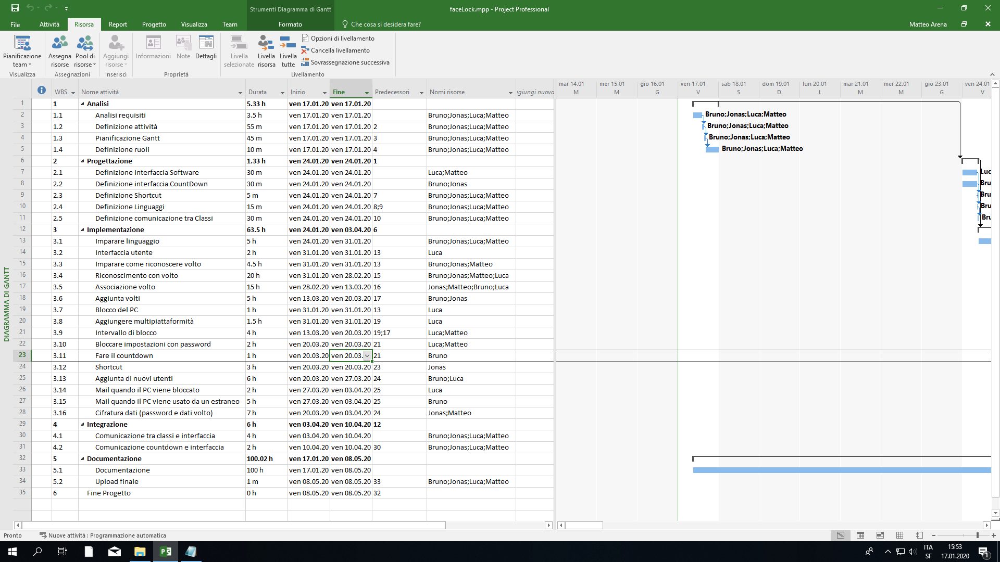 Strumenti Diagramma di Gantt
faceLock.mpp - Project Professional
File Attività Risorsa Report Progetto Visualizza Team Formato Che cosa si desidera fare? Matteo Arena
Pianificazione team
Assegna risorse
Pool di risorse
Aggiungi risorse
Informazioni
Note
Dettagli
Livella selezionate
Livella risorsa
Livella tutte
Opzioni di livellamento
Cancella livellamento
Sovrassegnazione successiva
Visualizza Assegnazioni Inserisci Proprietà Livellamento
WBS Nome attività Durata Inizio Fine Predecessori Nomi risorse
mar 14.01 mer 15.01 gio 16.01 ven 17.01 sab 18.01 dom 19.01 lun 20.01 mar 21.01 mer 22.01 gio 23.01 ven 24.01
M M G V S D L M M G V
1 1 Analisi 5.33 h ven 17.01.20 ven 17.01.20
2 1.1 Analisi requisiti 3.5 h ven 17.01.20 ven 17.01.20 Bruno;Jonas;Luca;Matteo Bruno;Jonas;Luca;Matteo
3 1.2 Definizione attività 55 m ven 17.01.20 ven 17.01.20 2 Bruno;Jonas;Luca;Matteo Bruno;Jonas;Luca;Matteo
4 1.3 Pianificazione Gantt 45 m ven 17.01.20 ven 17.01.20 3 Bruno;Jonas;Luca;Matteo Bruno;Jonas;Luca;Matteo
5 1.4 Definizione ruoli 10 m ven 17.01.20 ven 17.01.20 4 Bruno;Jonas;Luca;Matteo Bruno;Jonas;Luca;Matteo
6 2 Progettazione 1.33 h ven 24.01.20 ven 24.01.20 1
7 2.1 Definizione interfaccia Software 30 m ven 24.01.20 ven 24.01.20 Luca;Matteo Luc
8 2.2 Definizione interfaccia CountDown 30 m ven 24.01.20 ven 24.01.20 Bruno;Jonas Bru
9 2.3 Definizione Shortcut 5 m ven 24.01.20 ven 24.01.20 7 Bruno;Jonas;Luca;Matteo Bru
10 2.4 Definizione Linguaggi 15 m ven 24.01.20 ven 24.01.20 8;9 Bruno;Jonas;Luca;Matteo Bru
11 2.5 Definizione comunicazione tra Classi 30 m ven 24.01.20 ven 24.01.20 10 Bruno;Jonas;Luca;Matteo Bru
12 3 Implementazione 63.5 h ven 24.01.20 ven 03.04.20 6
13 3.1 Imparare linguaggio 5 h ven 24.01.20 ven 31.01.20 Bruno;Jonas;Luca;Matteo
14 3.2 Interfaccia utente 2 h ven 31.01.20 ven 31.01.20 13 Luca
15 3.3 Imparare come riconoscere volto 4.5 h ven 31.01.20 ven 31.01.20 13 Bruno;Jonas;Matteo
16 3.4 Riconoscimento con volto 20 h ven 31.01.20 ven 28.02.20 15 Bruno;Jonas;Matteo;Luca
17 3.5 Associazione volto 15 h ven 28.02.20 ven 13.03.20 16 Jonas;Matteo;Bruno;Luca
18 3.6 Aggiunta volti 5 h ven 13.03.20 ven 20.03.20 17 Bruno;Jonas
19 3.7 Blocco del PC 1 h ven 31.01.20 ven 31.01.20 13 Luca
20 3.8 Aggiungere multipiattaformità 1.5 h ven 31.01.20 ven 31.01.20 19 Luca
21 3.9 Intervallo di blocco 4 h ven 13.03.20 ven 20.03.20 19;17 Luca;Matteo
22 3.10 Bloccare impostazioni con password 2 h ven 20.03.20 ven 20.03.20 21 Luca;Matteo
23 3.11 Fare il countdown 1 h ven 20.03.20 ven 20.03. 21 Bruno
24 3.12 Shortcut 3 h ven 20.03.20 ven 20.03.20 23 Jonas
25 3.13 Aggiunta di nuovi utenti 6 h ven 20.03.20 ven 27.03.20 24 Bruno;Luca
26 3.14 Mail quando il PC viene bloccato 2 h ven 27.03.20 ven 03.04.20 25 Luca
27 3.15 Mail quando il PC viene usato da un estraneo 5 h ven 27.03.20 ven 03.04.20 25 Bruno
28 3.16 Cifratura dati (password e dati volto) 7 h ven 20.03.20 ven 03.04.20 24 Jonas;Matteo
29 4 Integrazione 6 h ven 03.04.20 ven 10.04.20 12
30 4.1 Comunicazione tra classi e interfaccia 4 h ven 03.04.20 ven 10.04.20 Bruno;Jonas;Luca;Matteo
31 4.2 Comunicazione countdown e interfaccia 2 h ven 10.04.20 ven 10.04.20 30 Bruno;Jonas;Luca;Matteo
32 5 Documentazione 100.02 h ven 17.01.20 ven 08.05.20
33 5.1 Documentazione 100 h ven 17.01.20 ven 08.05.20
34 5.2 Upload finale 1 m ven 08.05.20 ven 08.05.20 33 Bruno;Jonas;Luca;Matteo
35 6 Fine Progetto 0 h ven 08.05.20 ven 08.05.20 32
DIAGRAMMA DI GANTT
Pronto Nuove attività : Programmazione automatica
ITA 15:53
SF 17.01.2020 1